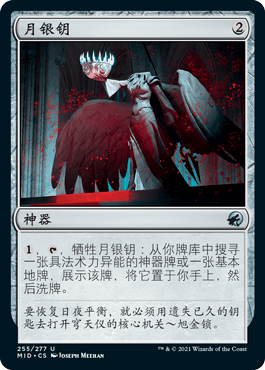 月银钥 2
神器
1，，牺牲月银钥：从你牌库中搜寻
一张具法术力异能的神器牌或一张基本
地牌，展示该牌，将它置于你手上，然
后洗牌。
要恢复日夜平衡，就必须用遗失已久的钥
匙去打开穹天仪的核心机关～旭金锁。
255/277 U
MID • CS JOSEPH MEEHAN
™ & © 2021 Wizards of the Coast